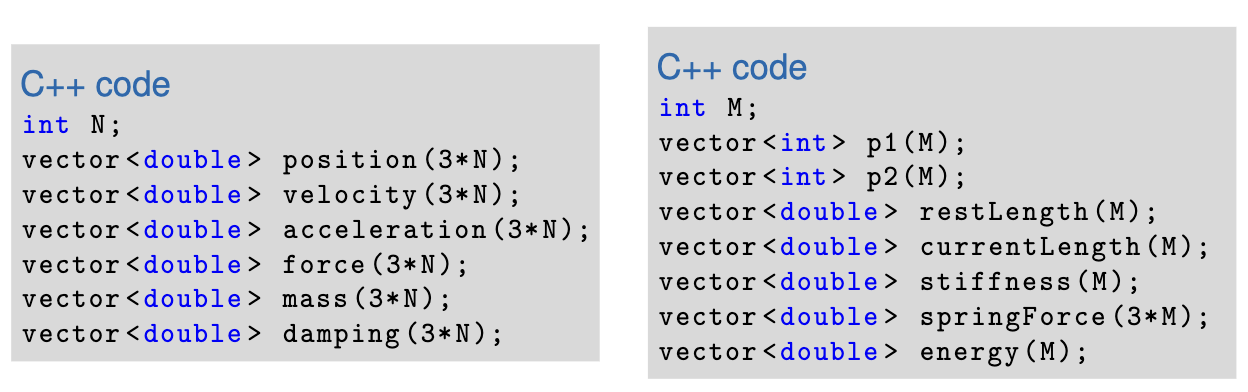 C++ code
int N;
vector<double> position(3*N);
vector<double> velocity(3*N);
vector<double> acceleration(3*N);
vector<double> force(3*N);
vector<double> mass(3*N);
vector<double> damping(3*N);
C++ code
int M;
vector<int> p1(M);
vector<int> p2(M);
vector<double> restLength(M);
vector<double> currentLength(M);
vector<double> stiffness(M);
vector<double> springForce(3*M);
vector<double> energy(M);